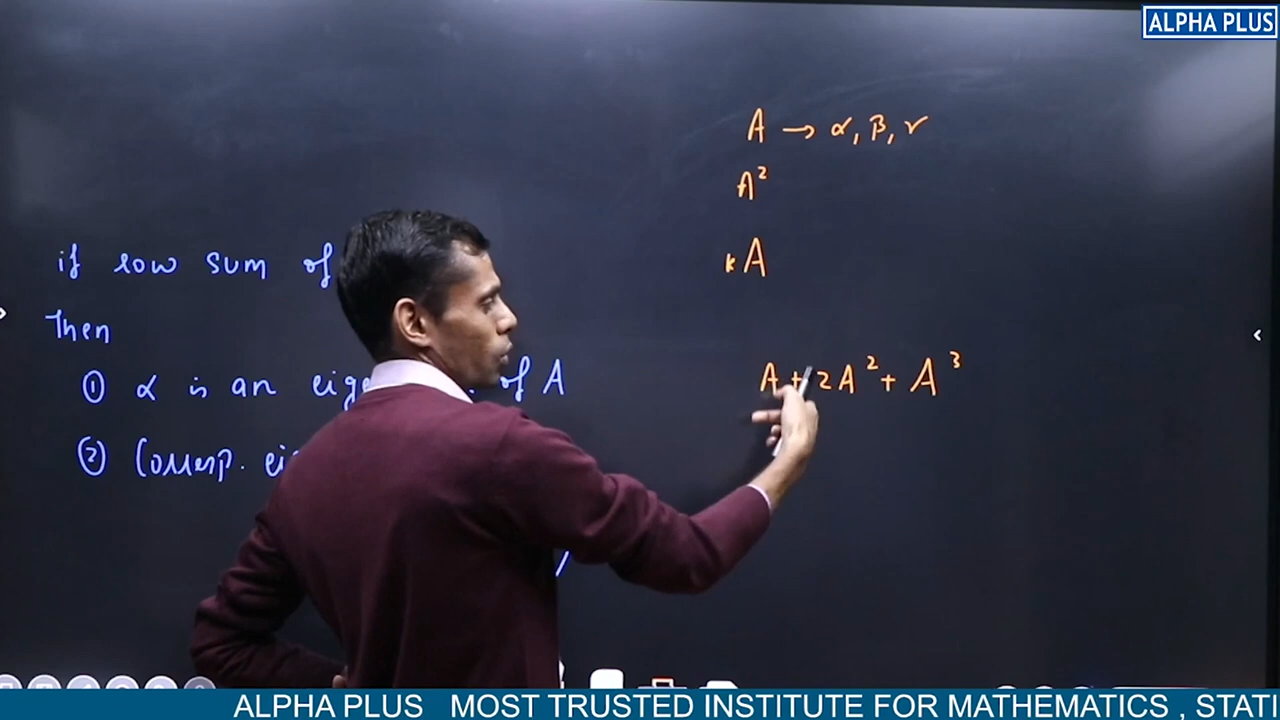 ALPHA PLUS
if row sum of
Then
① α is an eige of A
② Corresp. ei
A → α, β, γ
A²
kA
A + 2A² + A³
ALPHA PLUS MOST TRUSTED INSTITUTE FOR MATHEMATICS , STATI